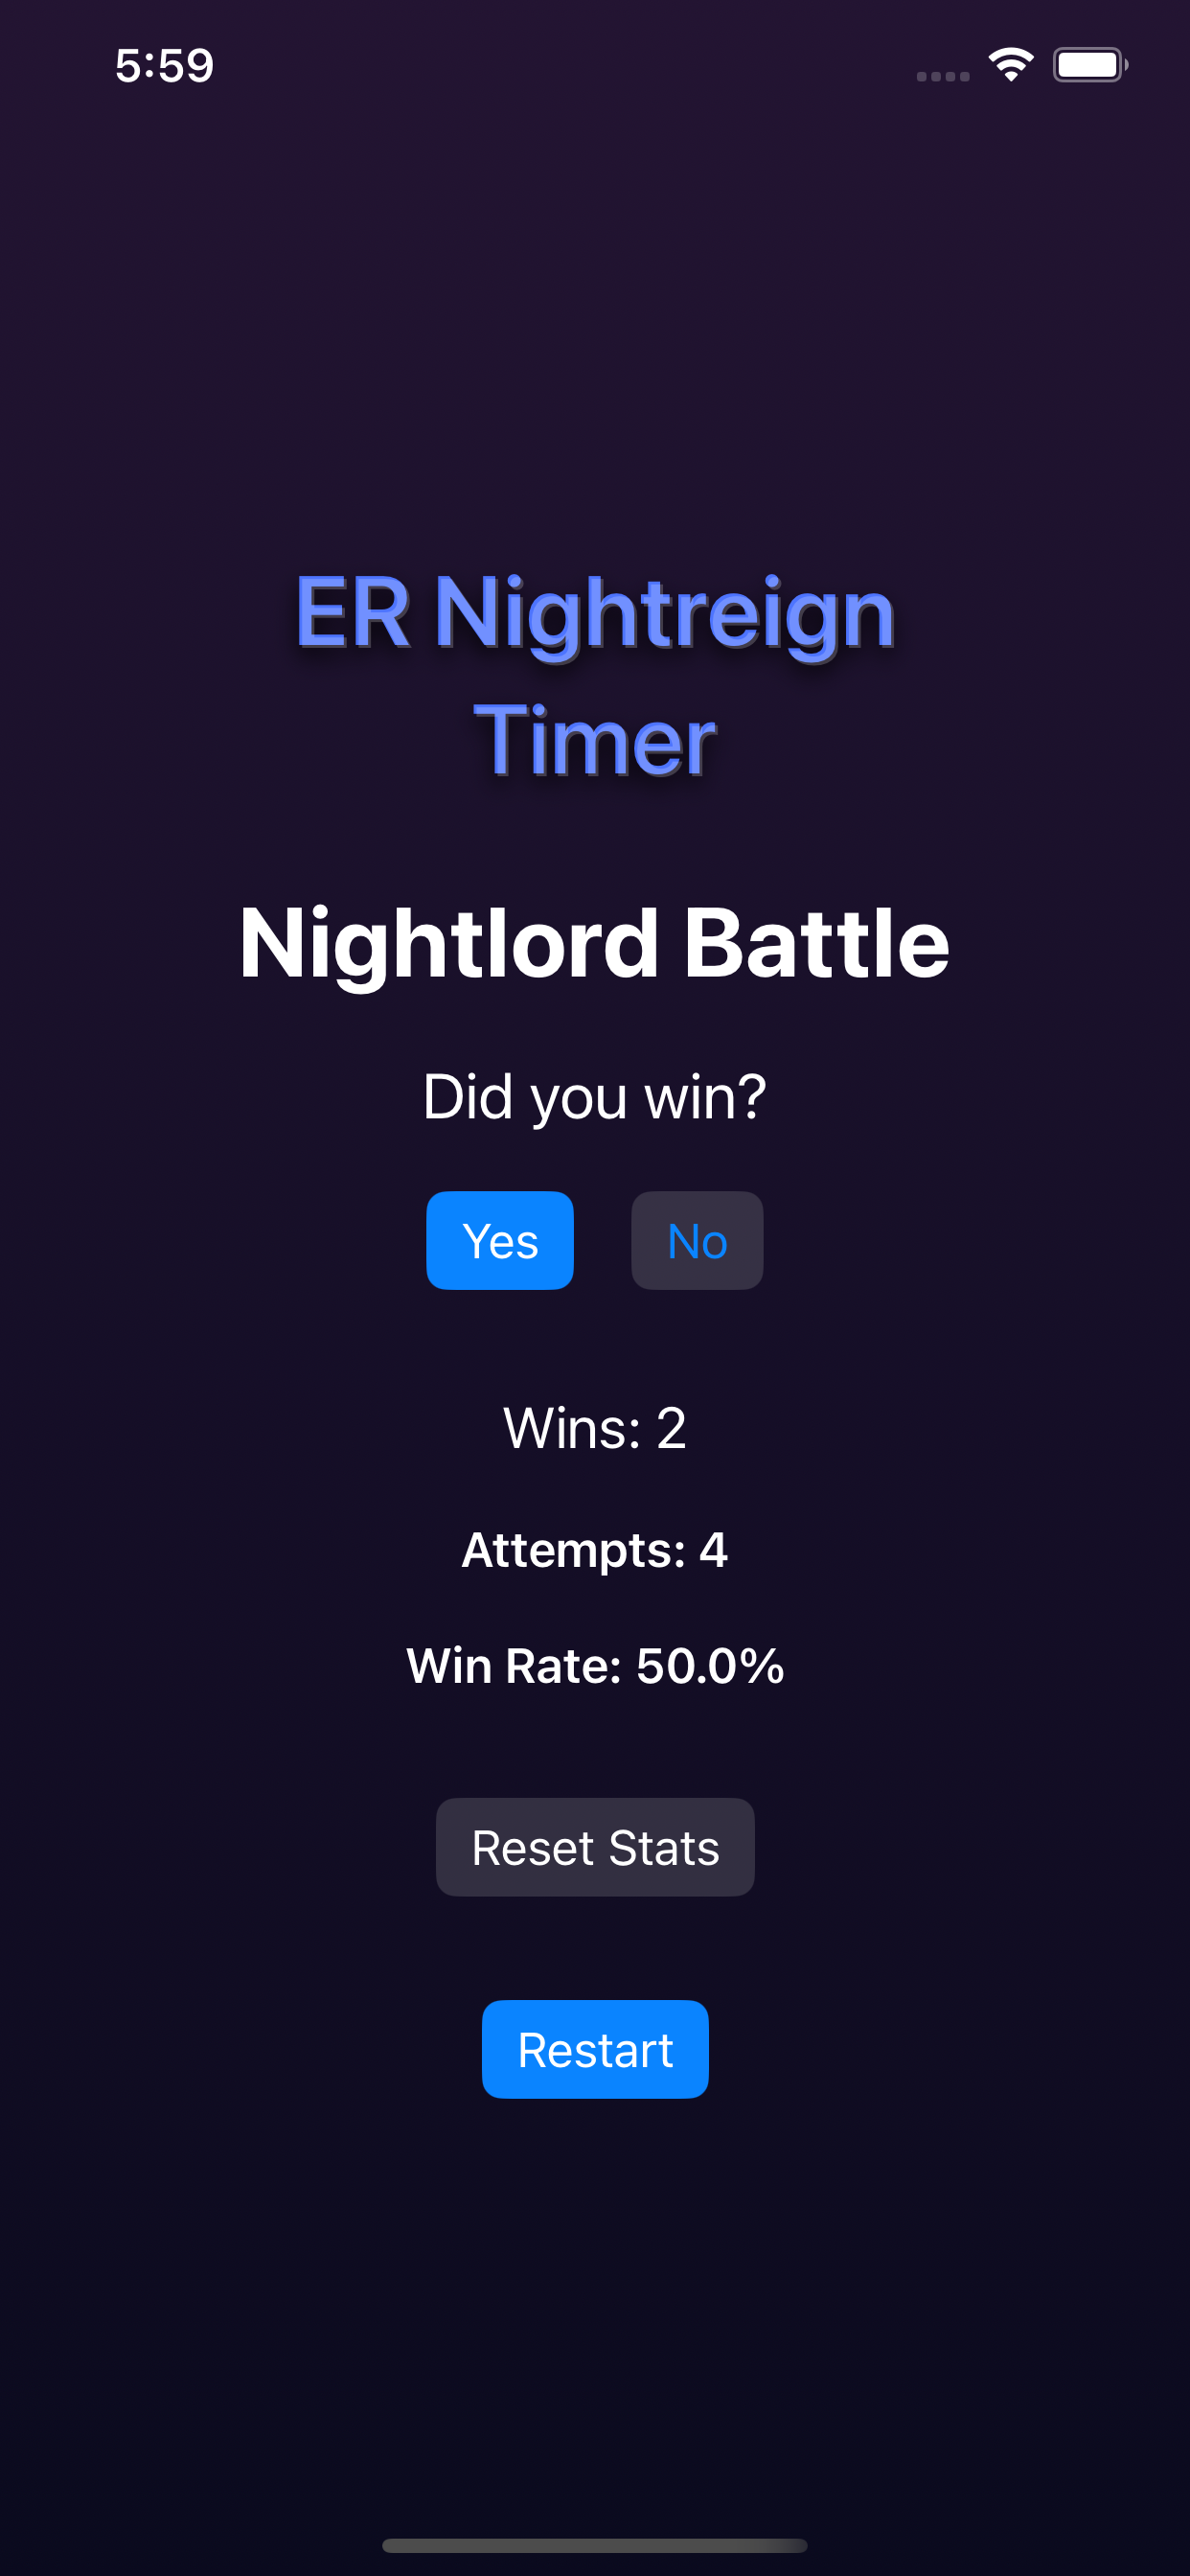 5:59
ER Nightreign
Timer
Nightlord Battle
Did you win?
Yes No
Wins: 2
Attempts: 4
Win Rate: 50.0%
Reset Stats
Restart